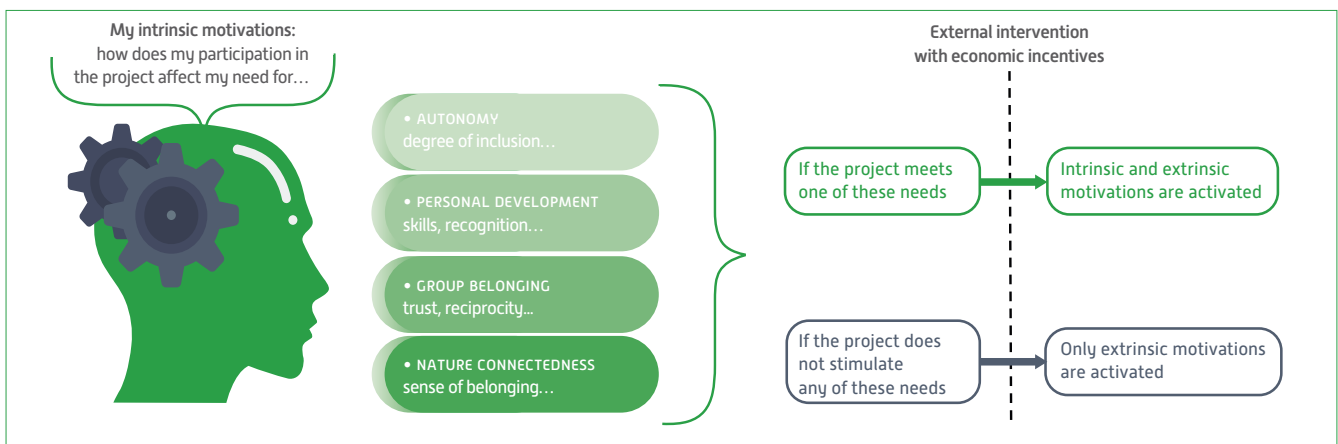 My intrinsic motivations:
how does my participation in
the project affect my need for…
• AUTONOMY
degree of inclusion…
• PERSONAL DEVELOPMENT
skills, recognition…
• GROUP BELONGING
trust, reciprocity...
• NATURE CONNECTEDNESS
sense of belonging…
External intervention
with economic incentives
If the project meets
one of these needs
Intrinsic and extrinsic
motivations are activated
If the project does
not stimulate
any of these needs
Only extrinsic motivations
are activated